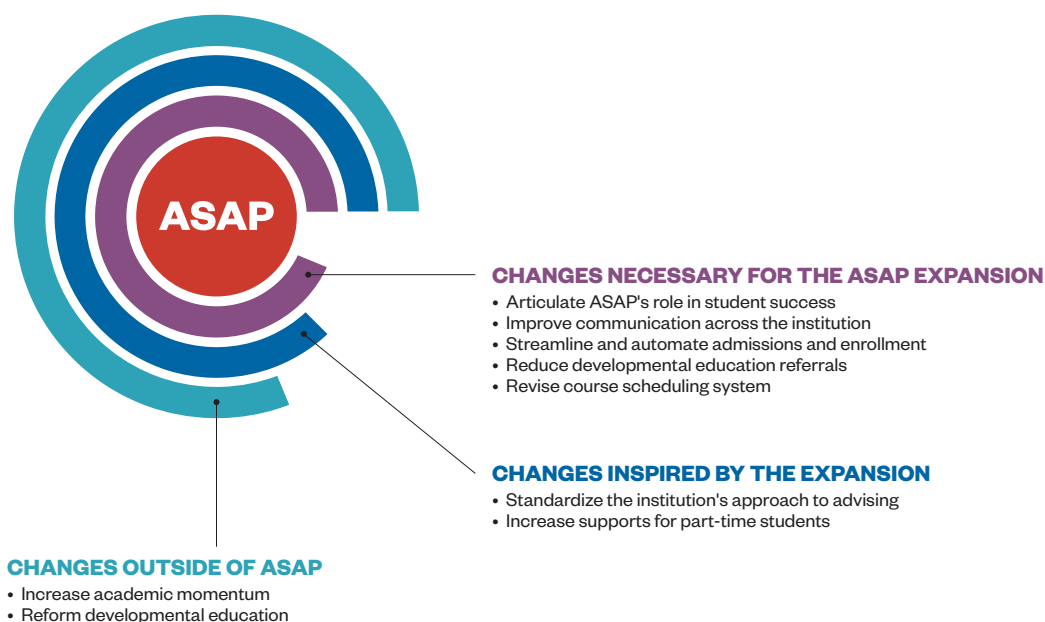 ASAP
CHANGES NECESSARY FOR THE ASAP EXPANSION
• Articulate ASAP's role in student success
• Improve communication across the institution
• Streamline and automate admissions and enrollment
• Reduce developmental education referrals
• Revise course scheduling system
CHANGES INSPIRED BY THE EXPANSION
• Standardize the institution's approach to advising
• Increase supports for part-time students
CHANGES OUTSIDE OF ASAP
• Increase academic momentum
• Reform developmental education